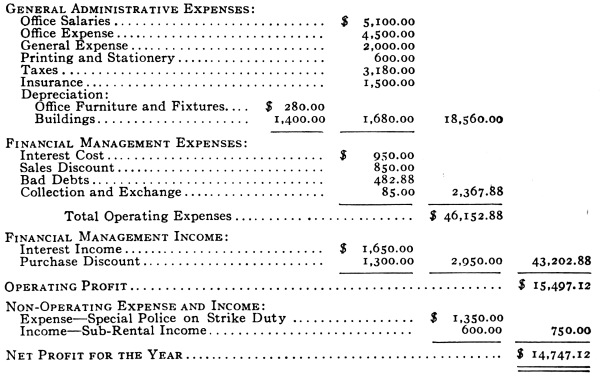 GENERAL ADMINISTRATIVE EXPENSES:
Office Salaries ........................... $ 5,100.00
Office Expense ........................... 4,500.00
General Expense ........................... 2,000.00
Printing and Stationery ........................... 600.00
Taxes ........................... 3,180.00
Insurance ........................... 1,500.00
Depreciation:
Office Furniture and Fixtures.... $ 280.00
Buildings ........................... 1,400.00 1,680.00 18,560.00
FINANCIAL MANAGEMENT EXPENSES:
Interest Cost ........................... $ 950.00
Sales Discount ........................... 850.00
Bad Debts ........................... 482.88
Collection and Exchange ........................... 85.00 2,367.88
Total Operating Expenses ........................... $ 46,152.88
FINANCIAL MANAGEMENT INCOME:
Interest Income ........................... $ 1,650.00
Purchase Discount ........................... 1,300.00 2,950.00 43,202.88
OPERATING PROFIT ........................... $ 15,497.12
NON-OPERATING EXPENSE AND INCOME:
Expense—Special Police on Strike Duty ................ $ 1,350.00
Income—Sub-Rental Income ........................... 600.00 750.00
NET PROFIT FOR THE YEAR ........................... $ 14,747.12